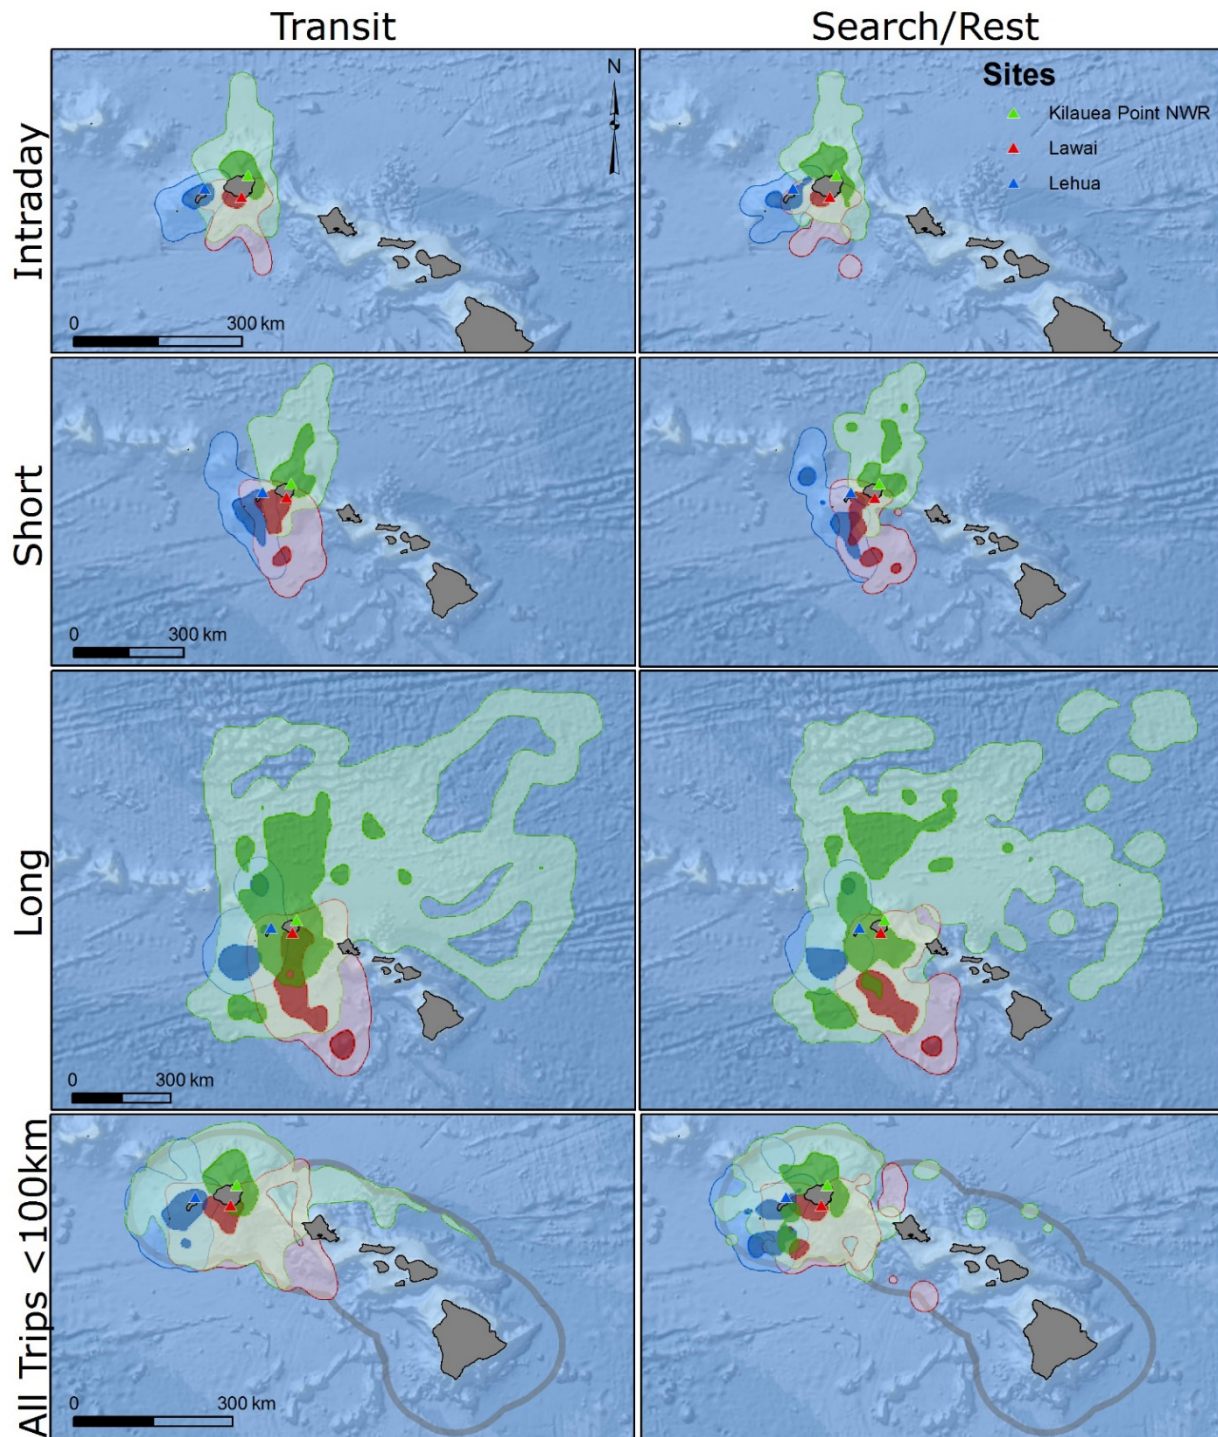 Transit
Search/Rest
Intraday
N
0 300 km
Sites
Kilauea Point NWR
Lawai
Lehua
Short
0 300 km
Long
0 300 km
All Trips <100km
0 300 km